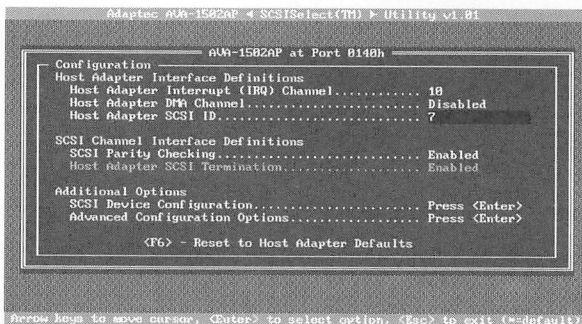 Adaptec AVA-1502AP ◄ SCSISelect(TM) ► Utility v1.01
AVA-1502AP at Port 0140h
Configuration
Host Adapter Interface Definitions
Host Adapter Interrupt (IRQ) Channel............ 10
Host Adapter DMA Channel........................ Disabled
Host Adapter SCSI ID............................ 7
SCSI Channel Interface Definitions
SCSI Parity Checking............................ Enabled
Host Adapter SCSI Termination................... Enabled
Additional Options
SCSI Device Configuration....................... Press <Enter>
Advanced Configuration Options.................. Press <Enter>
<F6> - Reset to Host Adapter Defaults
Arrow keys to move cursor, <Enter> to select option, <Esc> to exit (*=default)